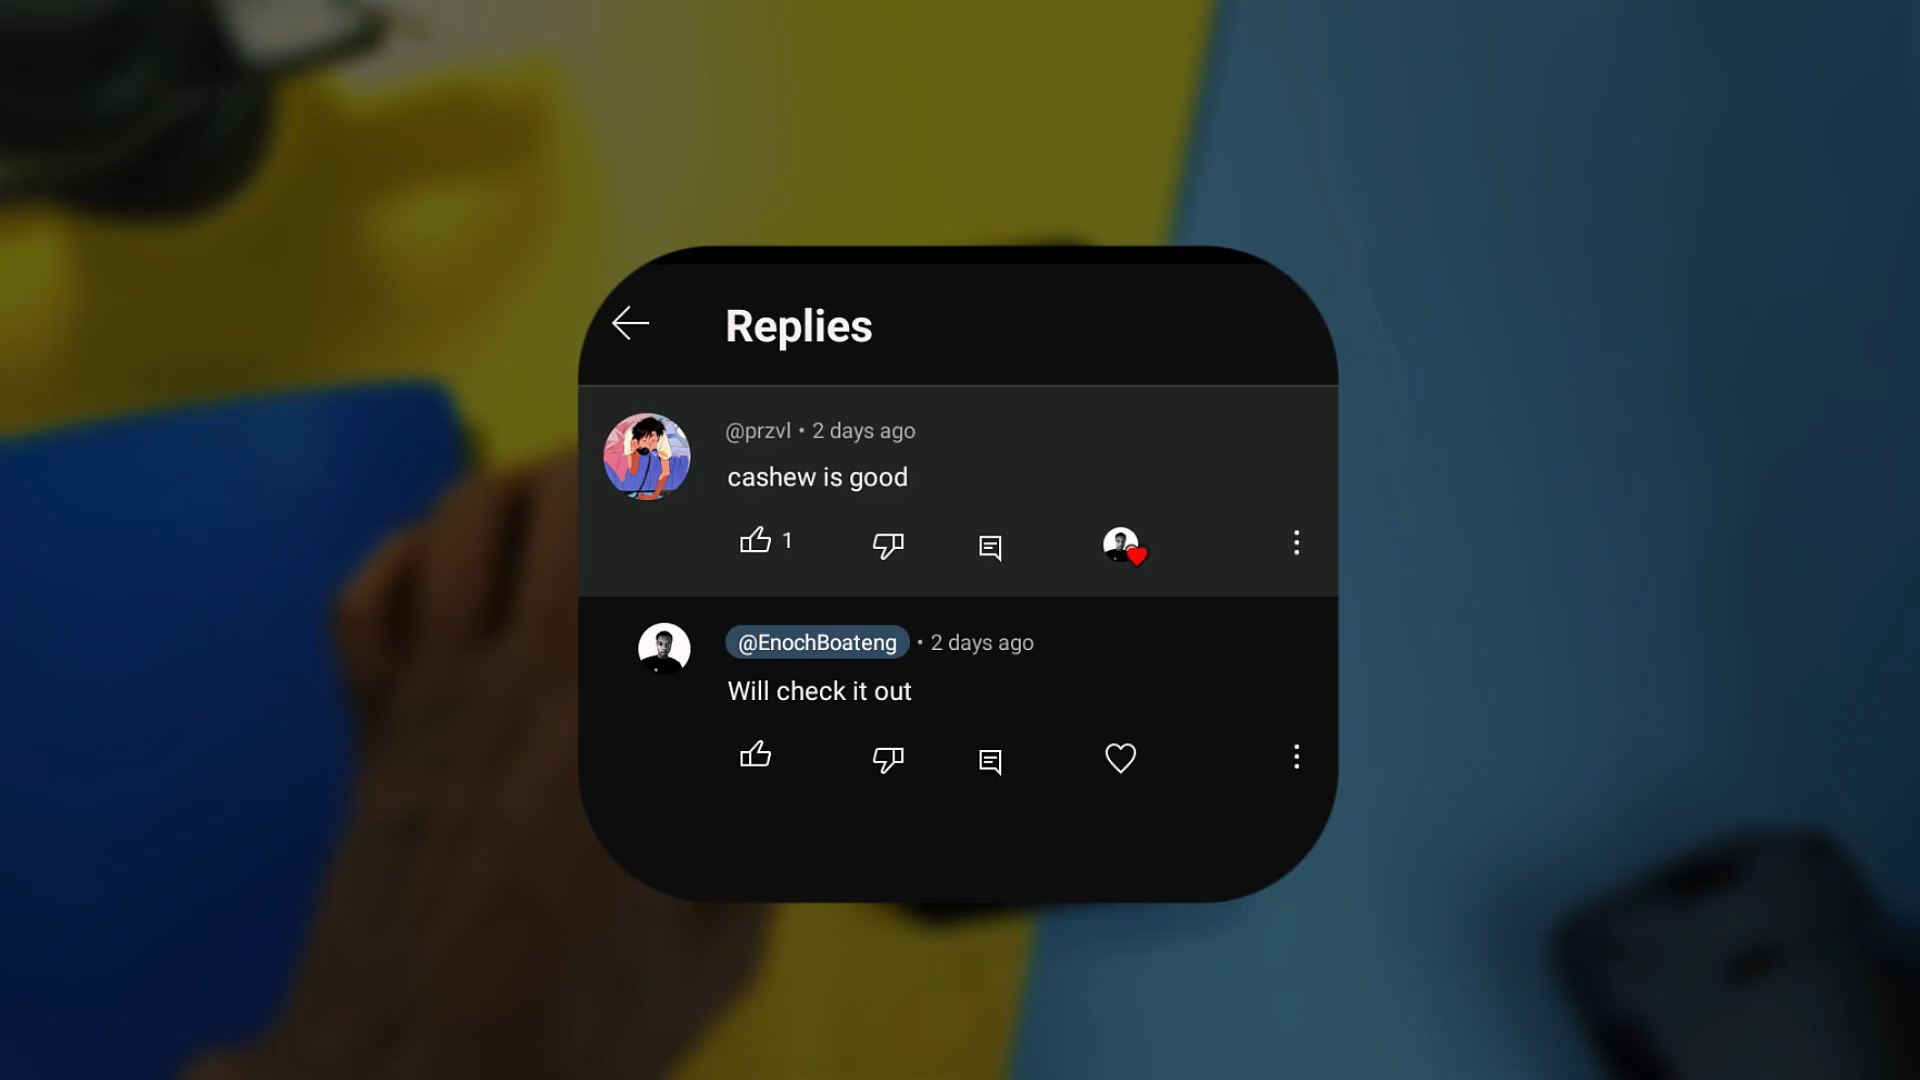 Replies
@przvl • 2 days ago
cashew is good
1
@EnochBoateng • 2 days ago
Will check it out